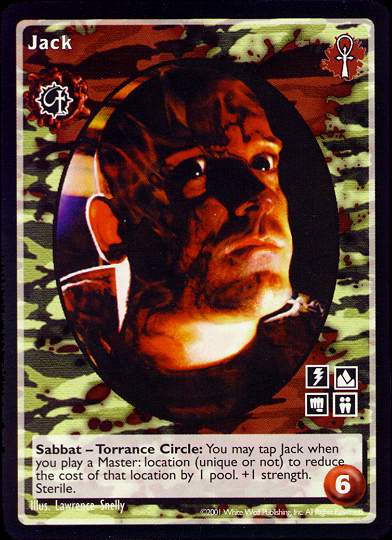 Jack
Sabbat – Torrance Circle: You may tap Jack when
you play a Master: location (unique or not) to reduce
the cost of that location by 1 pool. +1 strength.
Sterile.
6
Illus. Lawrence Snelly
©2001 White Wolf Publishing, Inc. All Rights Reserved.